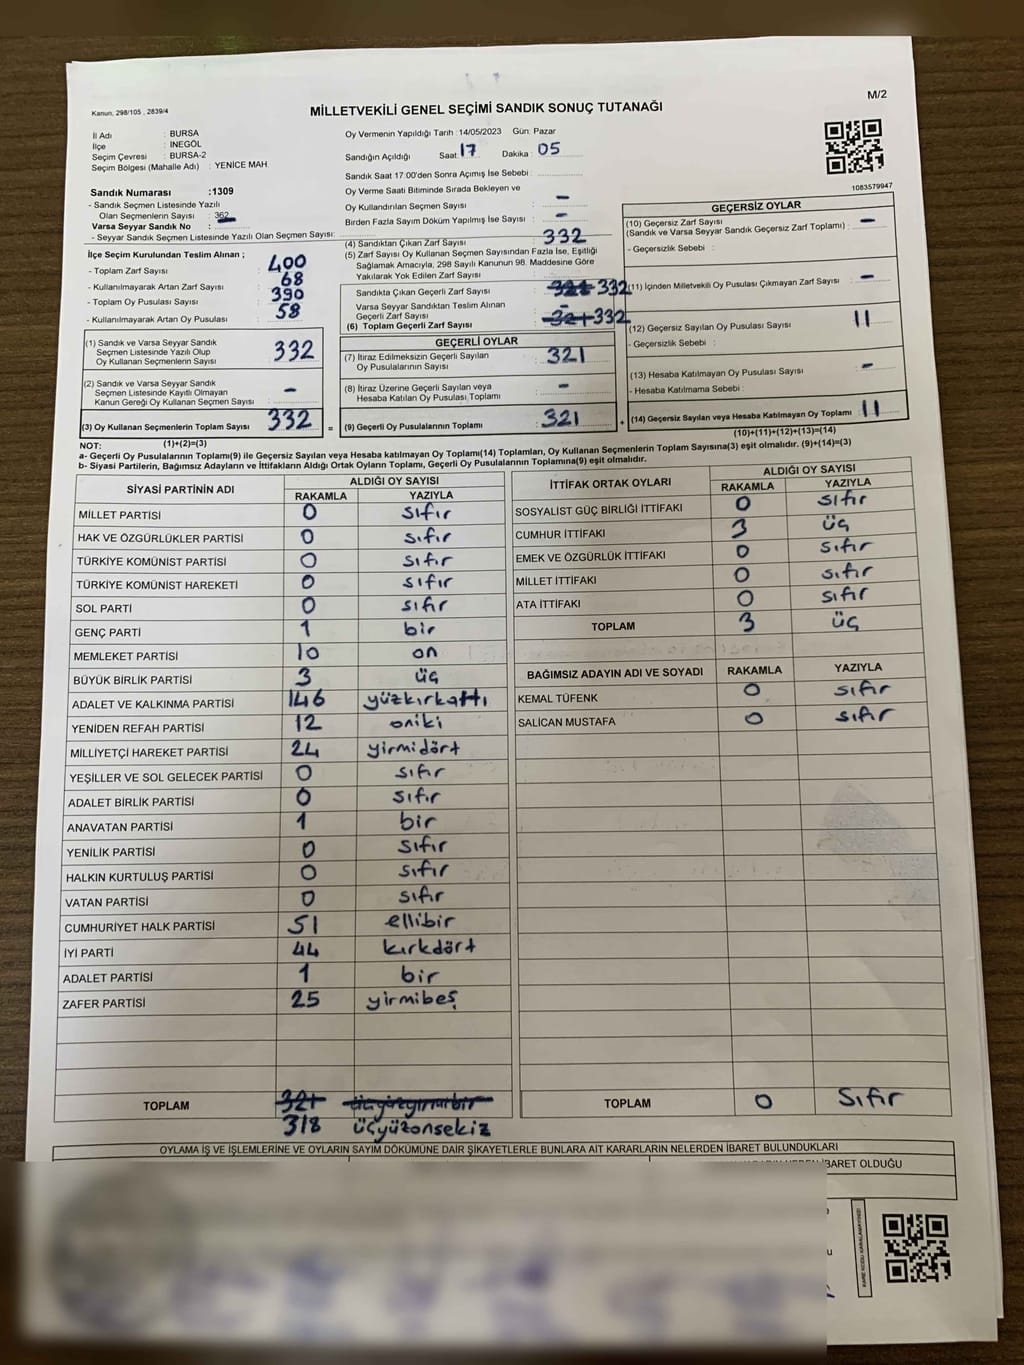 Kanun, 298/105 , 2839/4
MİLLETVEKİLİ GENEL SEÇİMİ SANDIK SONUÇ TUTANAĞI
M/2
İl Adı : BURSA
İlçe : İNEGÖL
Seçim Çevresi : BURSA-2
Seçim Bölgesi (Mahalle Adı) : YENİCE MAH.
Sandık Numarası :1309
- Sandık Seçmen Listesinde Yazılı
Olan Seçmenlerin Sayısı : 362
Varsa Seyyar Sandık No :
- Seyyar Sandık Seçmen Listesinde Yazılı Olan Seçmen Sayısı:
Oy Vermenin Yapıldığı Tarih :14/05/2023 Gün: Pazar
Sandığın Açıldığı Saat: 17 Dakika : 05
Sandık Saat 17:00'den Sonra Açımış İse Sebebi :
Oy Verme Saati Bitiminde Sırada Bekleyen ve
Oy Kullandırılan Seçmen Sayısı : –
Birden Fazla Sayım Döküm Yapılmış İse Sayısı : –
1083579947
İlçe Seçim Kurulundan Teslim Alınan ;
- Toplam Zarf Sayısı : 400
- Kullanılmayarak Artan Zarf Sayısı : 68
- Toplam Oy Pusulası Sayısı : 390
- Kullanılmayarak Artan Oy Pusulası : 58
(4) Sandıktan Çıkan Zarf Sayısı : 332
(5) Zarf Sayısı Oy Kullanan Seçmen Sayısından Fazla İse, Eşitliği
Sağlamak Amacıyla, 298 Sayılı Kanunun 98. Maddesine Göre
Yakılarak Yok Edilen Zarf Sayısı :
Sandıkta Çıkan Geçerli Zarf Sayısı : 321 332
Varsa Seyyar Sandıktan Teslim Alınan
Geçerli Zarf Sayısı : –
(6) Toplam Geçerli Zarf Sayısı : 321 332
GEÇERSİZ OYLAR
(10) Geçersiz Zarf Sayısı : –
(Sandık ve Varsa Seyyar Sandık Geçersiz Zarf Toplamı) :
- Geçersizlik Sebebi :
(11) İçinden Milletvekili Oy Pusulası Çıkmayan Zarf Sayısı : –
(12) Geçersiz Sayılan Oy Pusulası Sayısı : 11
- Geçersizlik Sebebi :
(13) Hesaba Katılmayan Oy Pusulası Sayısı : –
- Hesaba Katılmama Sebebi :
(14) Geçersiz Sayılan veya Hesaba Katılmayan Oy Toplamı : 11
(1) Sandık ve Varsa Seyyar Sandık
Seçmen Listesinde Yazılı Olup
Oy Kullanan Seçmenlerin Sayısı : 332
(2) Sandık ve Varsa Seyyar Sandık
Seçmen Listesinde Kayıtlı Olmayan
Kanun Gereği Oy Kullanan Seçmen Sayısı : –
(3) Oy Kullanan Seçmenlerin Toplam Sayısı : 332 =
GEÇERLİ OYLAR
(7) İtiraz Edilmeksizin Geçerli Sayılan
Oy Pusulalarının Sayısı : 321
(8) İtiraz Üzerine Geçerli Sayılan veya
Hesaba Katılan Oy Pusulası Toplamı : –
(9) Geçerli Oy Pusulalarının Toplamı : 321 +
NOT: (1)+(2)=(3) (10)+(11)+(12)+(13)=(14)
a- Geçerli Oy Pusulalarının Toplamı(9) ile Geçersiz Sayılan veya Hesaba Katılmayan Oy Toplamı(14) Toplamları, Oy Kullanan Seçmenlerin Toplam Sayısına(3) eşit olmalıdır. (9)+(14)=(3)
b- Siyasi Partilerin, Bağımsız Adayların ve İttifakların Aldığı Ortak Oyların Toplamı, Geçerli Oy Pusulalarının Toplamına(9) eşit olmalıdır.
SİYASİ PARTİNİN ADI ALDIĞI OY SAYISI
RAKAMLA YAZIYLA
MİLLET PARTİSİ 0 sıfır
HAK VE ÖZGÜRLÜKLER PARTİSİ 0 sıfır
TÜRKİYE KOMÜNİST PARTİSİ 0 sıfır
TÜRKİYE KOMÜNİST HAREKETİ 0 sıfır
SOL PARTİ 0 sıfır
GENÇ PARTİ 1 bir
MEMLEKET PARTİSİ 10 on
BÜYÜK BİRLİK PARTİSİ 3 üç
ADALET VE KALKINMA PARTİSİ 146 yüzkırkaltı
YENİDEN REFAH PARTİSİ 12 oniki
MİLLİYETÇİ HAREKET PARTİSİ 24 yirmidört
YEŞİLLER VE SOL GELECEK PARTİSİ 0 sıfır
ADALET BİRLİK PARTİSİ 0 sıfır
ANAVATAN PARTİSİ 1 bir
YENİLİK PARTİSİ 0 sıfır
HALKIN KURTULUŞ PARTİSİ 0 sıfır
VATAN PARTİSİ 0 sıfır
CUMHURİYET HALK PARTİSİ 51 ellibir
İYİ PARTİ 44 kırkdört
ADALET PARTİSİ 1 bir
ZAFER PARTİSİ 25 yirmibeş
TOPLAM 321 üçyüzyirmibir
318 üçyüzonsekiz
İTTİFAK ORTAK OYLARI ALDIĞI OY SAYISI
RAKAMLA YAZIYLA
SOSYALİST GÜÇ BİRLİĞİ İTTİFAKI 0 sıfır
CUMHUR İTTİFAKI 3 üç
EMEK VE ÖZGÜRLÜK İTTİFAKI 0 sıfır
MİLLET İTTİFAKI 0 sıfır
ATA İTTİFAKI 0 sıfır
TOPLAM 3 üç
BAĞIMSIZ ADAYIN ADI VE SOYADI RAKAMLA YAZIYLA
KEMAL TÜFENK 0 sıfır
SALİCAN MUSTAFA 0 sıfır
TOPLAM 0 Sıfır
OYLAMA İŞ VE İŞLEMLERİNE VE OYLARIN SAYIM DÖKÜMÜNE DAİR ŞİKAYETLERLE BUNLARA AİT KARARLARIN NELERDEN İBARET BULUNDUKLARI
İBARET OLDUĞU
KARE KODU KARALAMAYINIZ!